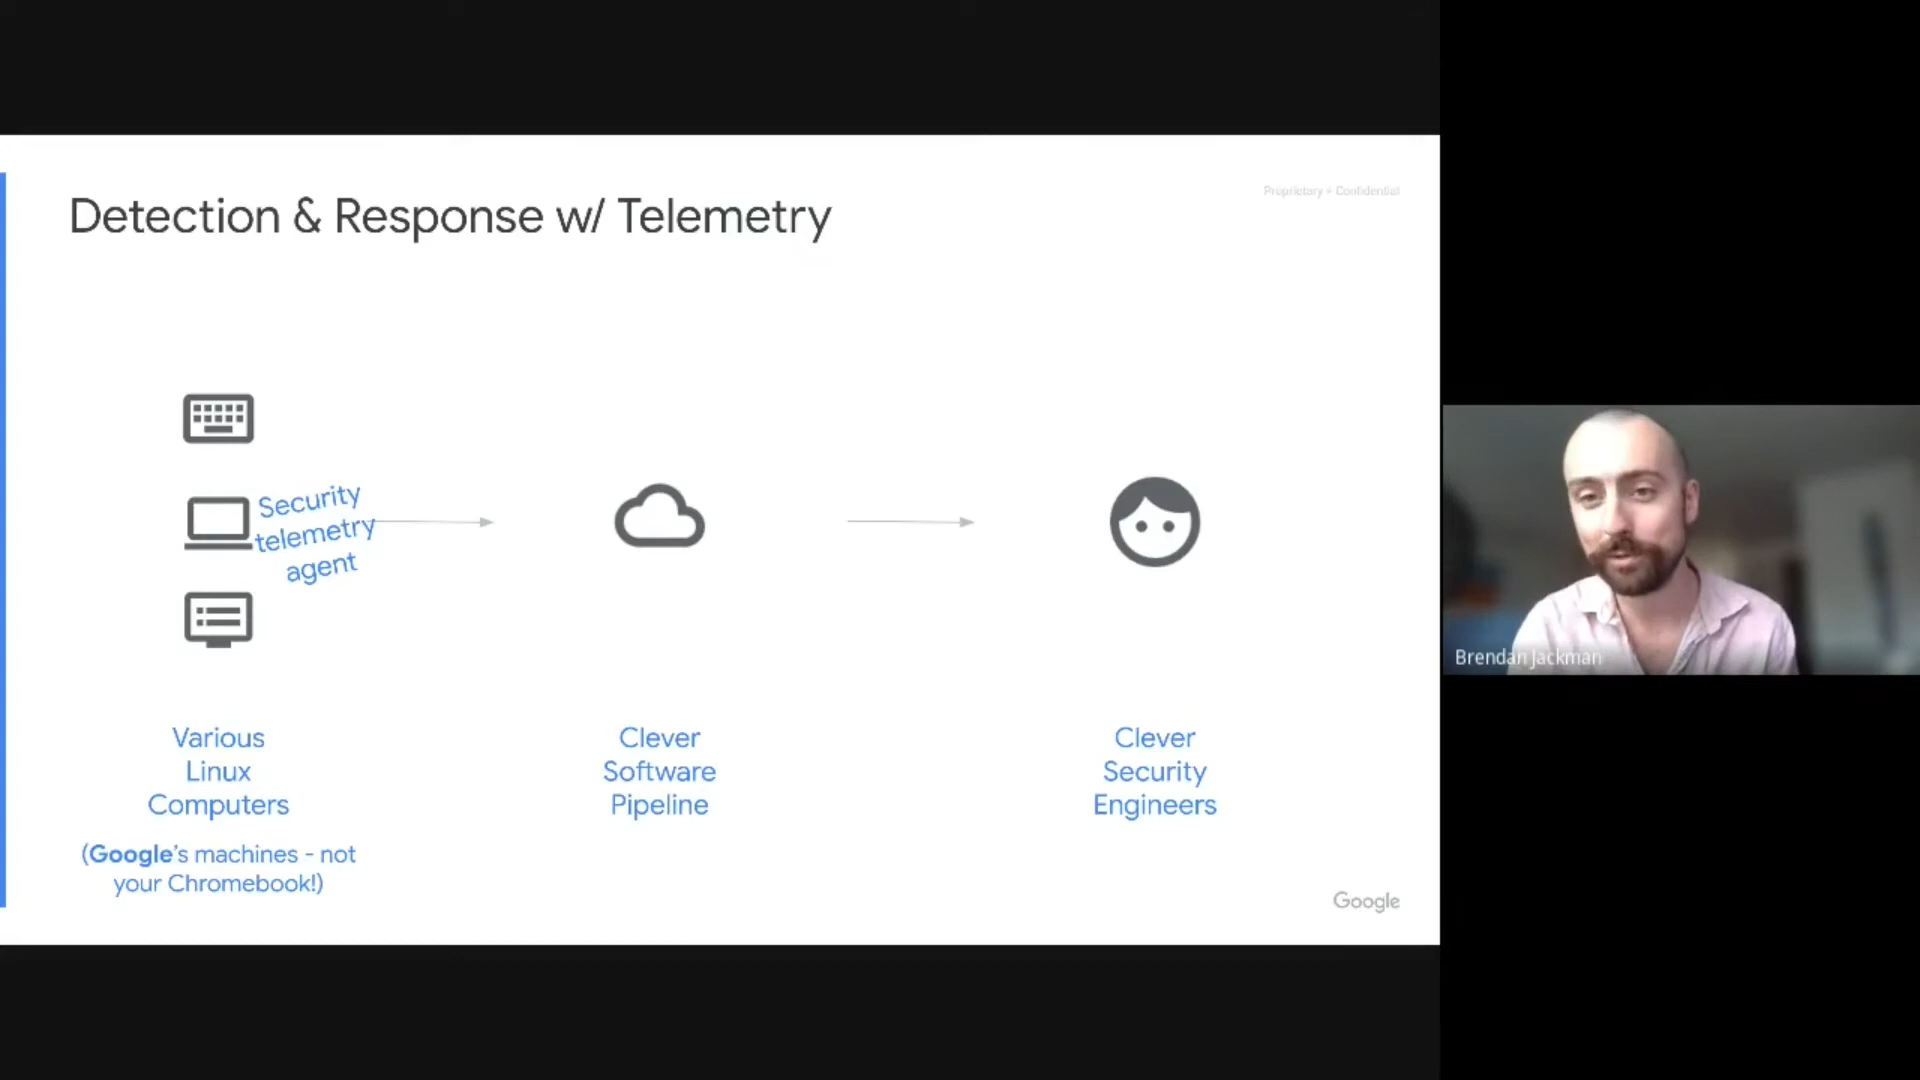 Detection & Response w/ Telemetry
Proprietary + Confidential
Security
telemetry
agent
Various
Linux
Computers
(Google's machines - not
your Chromebook!)
Clever
Software
Pipeline
Clever
Security
Engineers
Google
Brendan Jackman